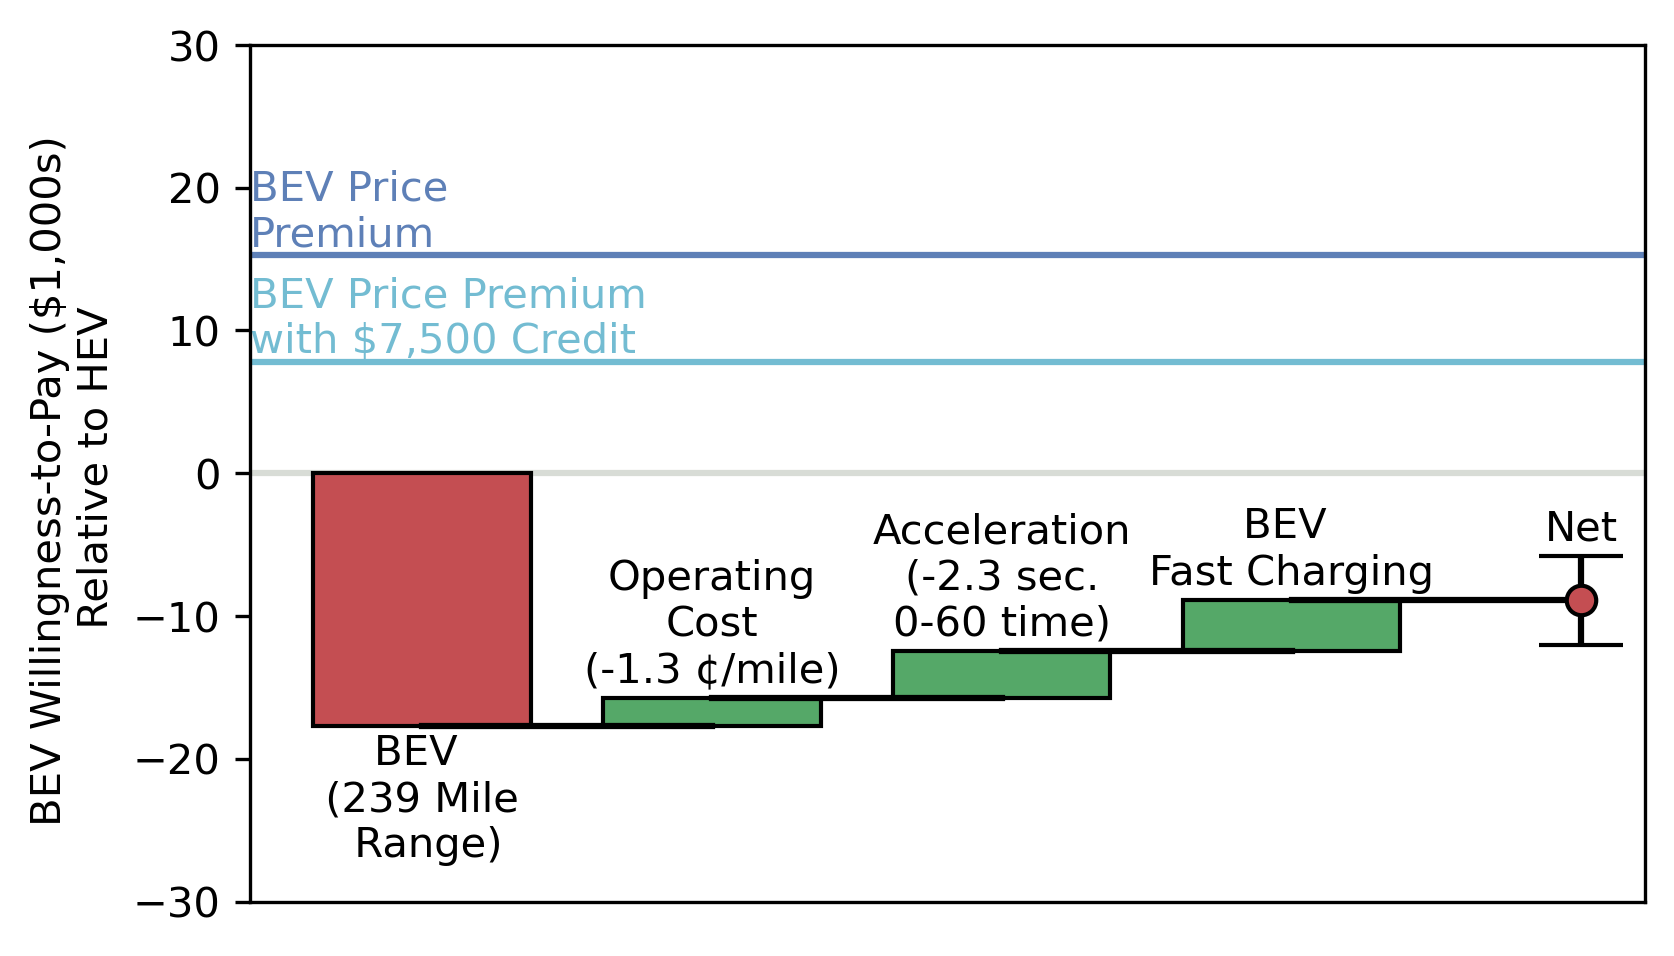 BEV Willingness-to-Pay ($1,000s)
Relative to HEV
30
20
10
0
−10
−20
−30
BEV Price
Premium
BEV Price Premium
with $7,500 Credit
BEV
(239 Mile
Range)
Operating
Cost
(-1.3 ¢/mile)
Acceleration
(-2.3 sec.
0-60 time)
BEV
Fast Charging
Net